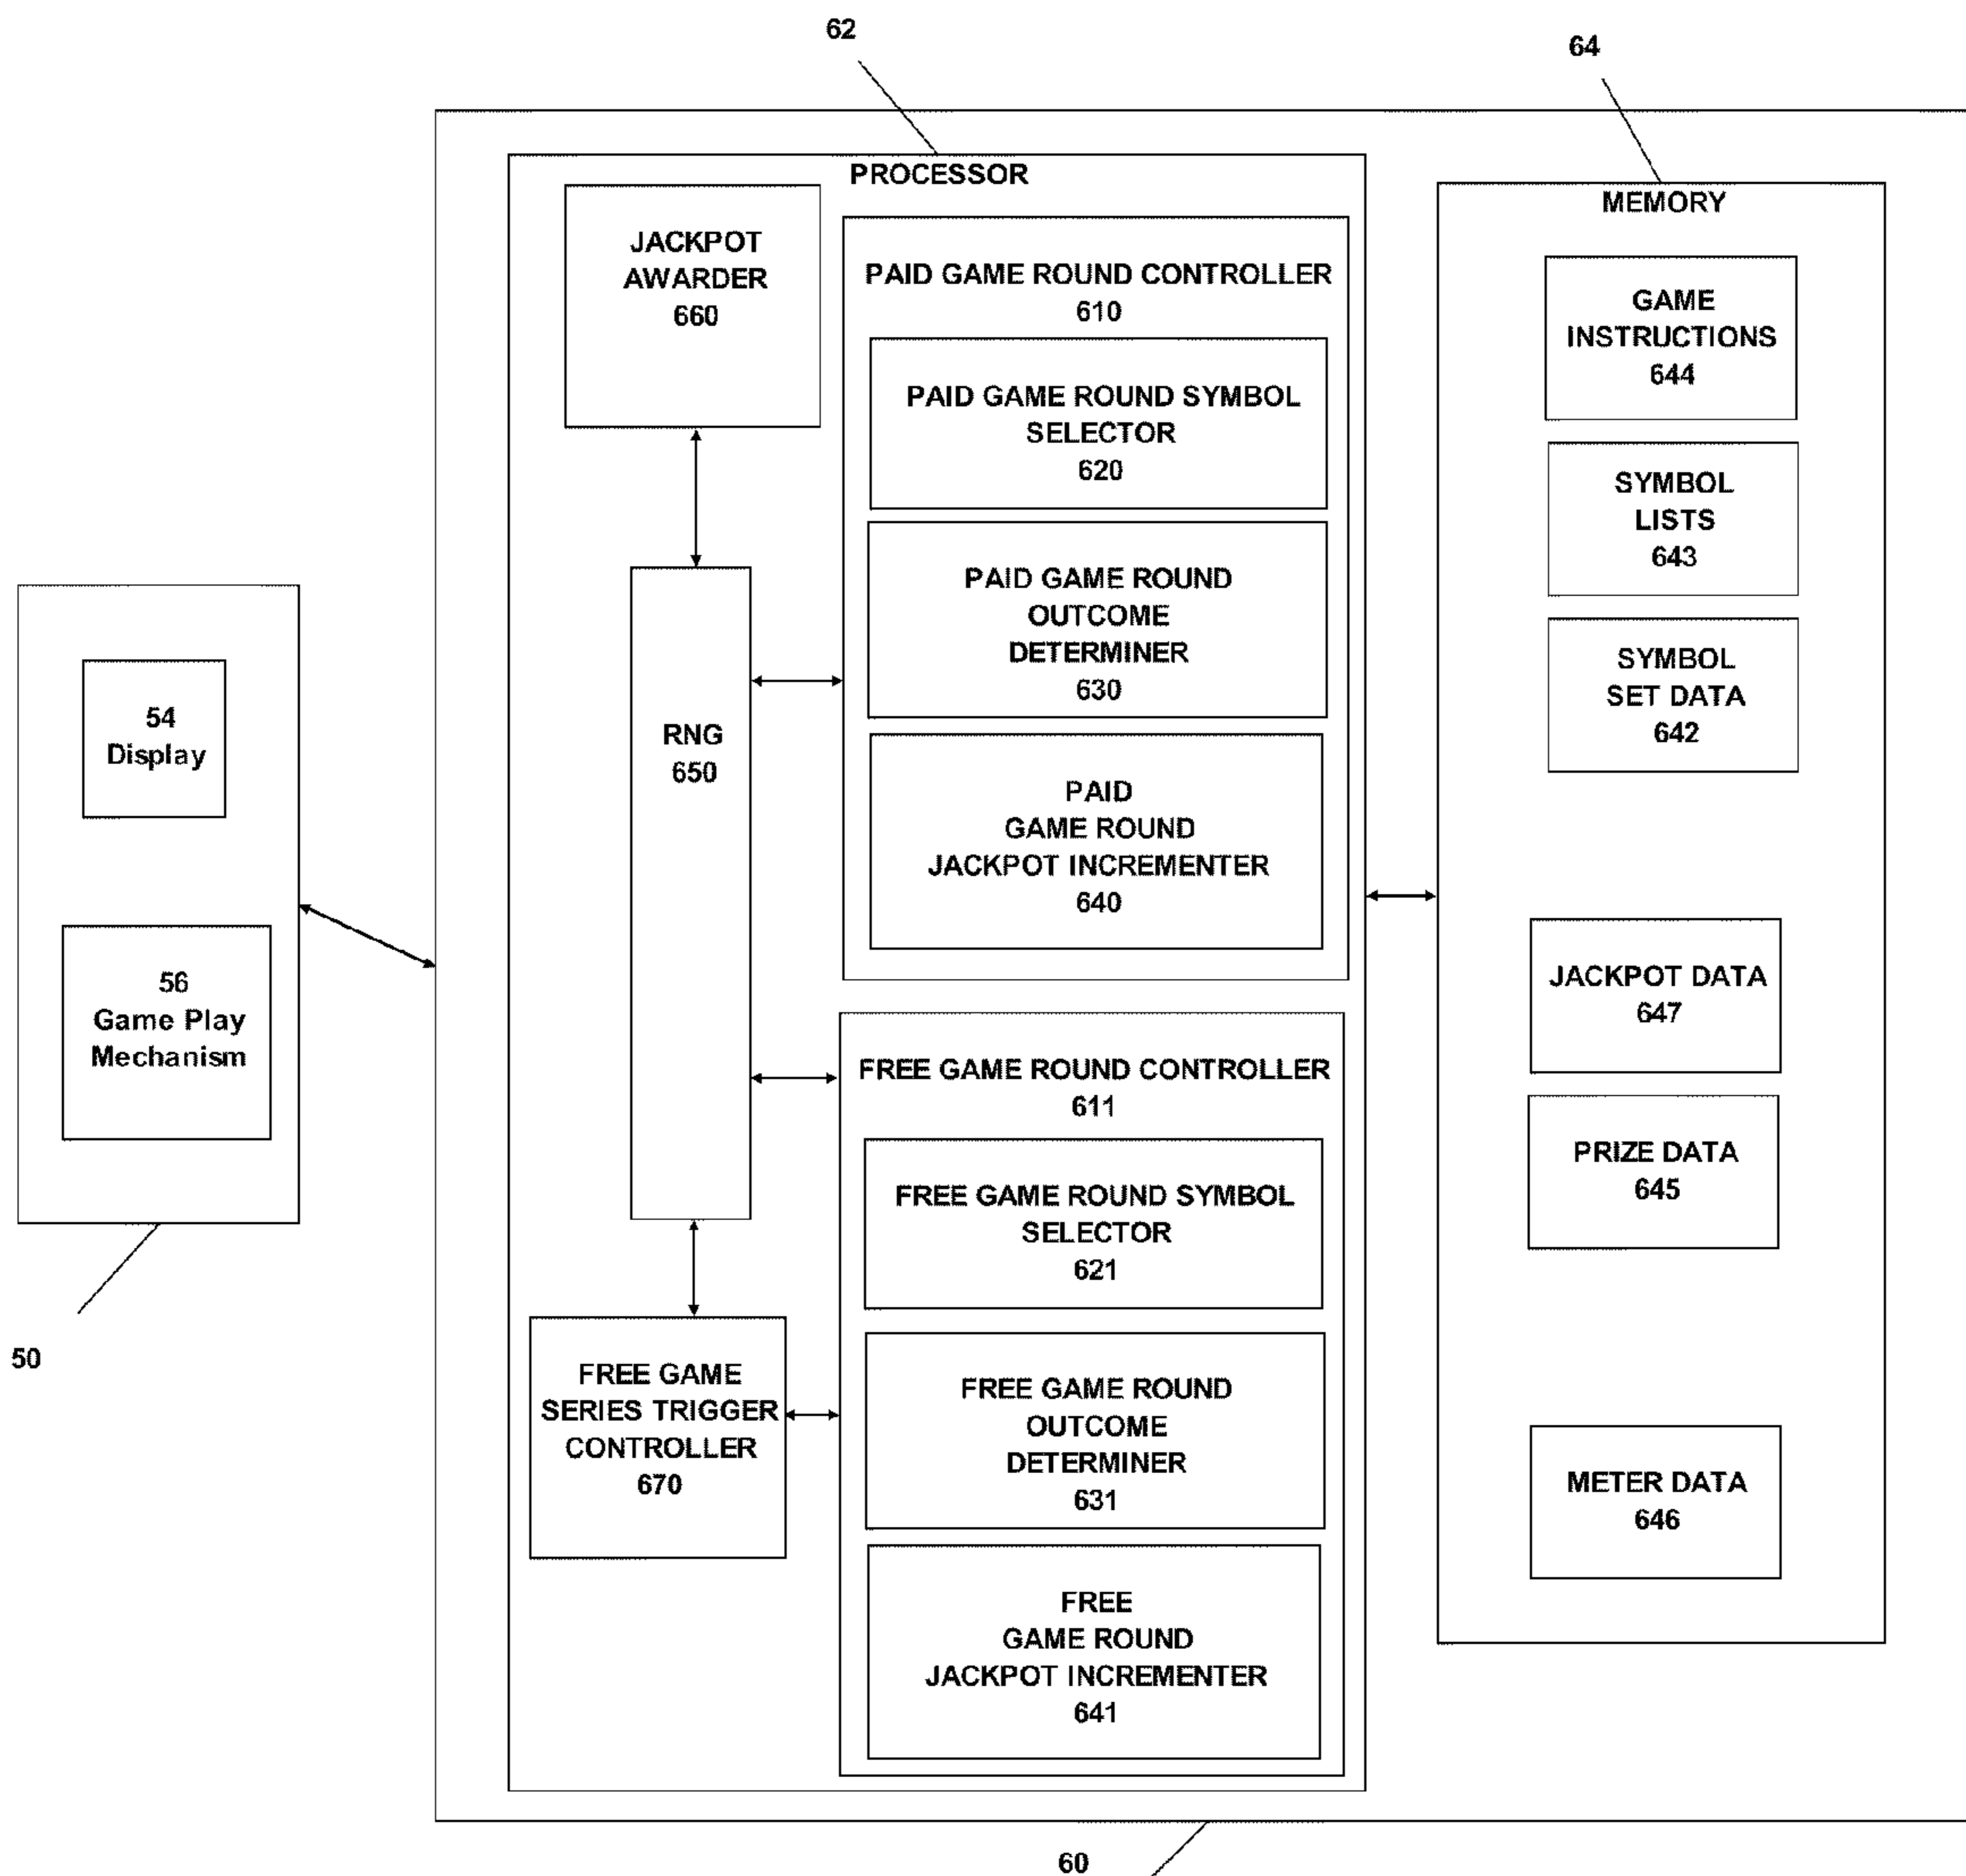 62
64
PROCESSOR
MEMORY
JACKPOT
AWARDER
660
PAID GAME ROUND CONTROLLER
610
PAID GAME ROUND SYMBOL
SELECTOR
620
PAID GAME ROUND
OUTCOME
DETERMINER
630
PAID
GAME ROUND
JACKPOT INCREMENTER
640
RNG
650
FREE GAME ROUND CONTROLLER
611
FREE GAME ROUND SYMBOL
SELECTOR
621
FREE GAME ROUND
OUTCOME
DETERMINER
631
FREE
GAME ROUND
JACKPOT INCREMENTER
641
FREE GAME
SERIES TRIGGER
CONTROLLER
670
GAME
INSTRUCTIONS
644
SYMBOL
LISTS
643
SYMBOL
SET DATA
642
JACKPOT DATA
647
PRIZE DATA
645
METER DATA
646
54
Display
56
Game Play
Mechanism
50
60